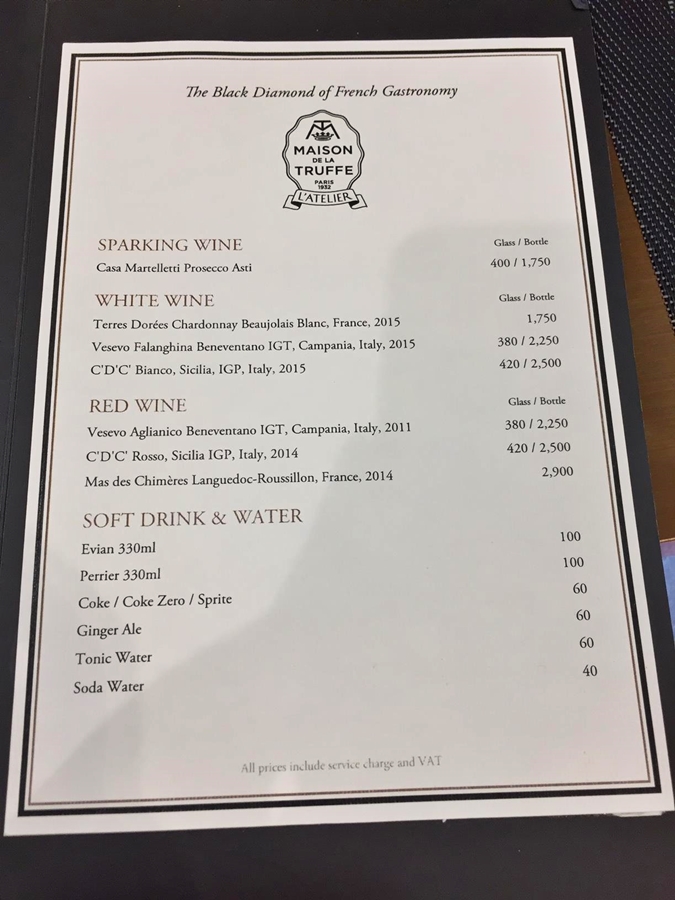 The Black Diamond of French Gastronomy
MAISON
DE LA
TRUFFE
PARIS
1932
L'ATELIER
SPARKING WINE Glass / Bottle
Casa Martelletti Prosecco Asti 400 / 1,750
WHITE WINE Glass / Bottle
Terres Dorées Chardonnay Beaujolais Blanc, France, 2015 1,750
Vesevo Falanghina Beneventano IGT, Campania, Italy, 2015 380 / 2,250
C'D'C' Bianco, Sicilia, IGP, Italy, 2015 420 / 2,500
RED WINE Glass / Bottle
Vesevo Aglianico Beneventano IGT, Campania, Italy, 2011 380 / 2,250
C'D'C' Rosso, Sicilia IGP, Italy, 2014 420 / 2,500
Mas des Chimères Languedoc-Roussillon, France, 2014 2,900
SOFT DRINK & WATER
Evian 330ml 100
Perrier 330ml 100
Coke / Coke Zero / Sprite 60
Ginger Ale 60
Tonic Water 60
Soda Water 40
All prices include service charge and VAT